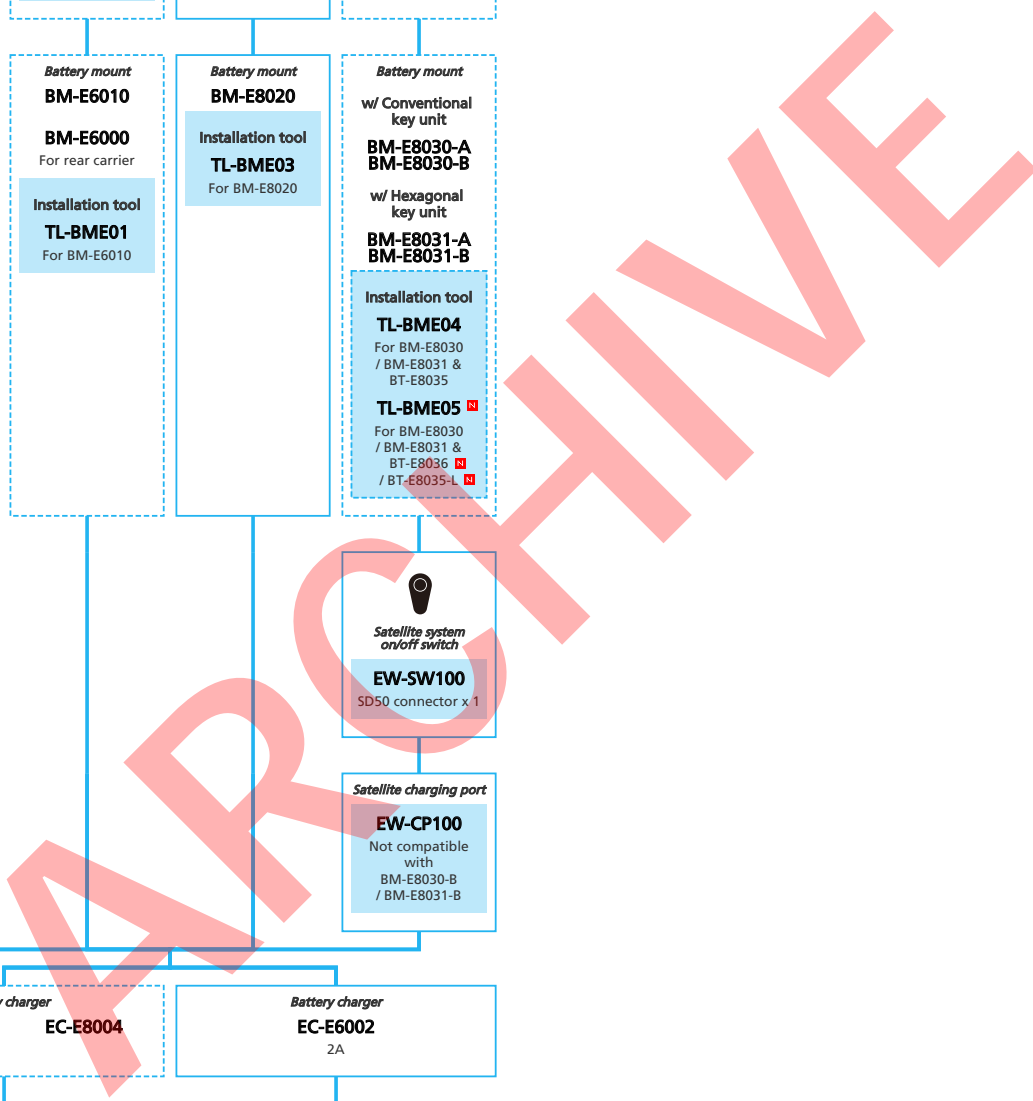 Battery mount
BM-E6010
BM-E6000
For rear carrier
Installation tool
TL-BME01
For BM-E6010
Battery mount
BM-E8020
Installation tool
TL-BME03
For BM-E8020
Battery mount
w/ Conventional
key unit
BM-E8030-A
BM-E8030-B
w/ Hexagonal
key unit
BM-E8031-A
BM-E8031-B
Installation tool
TL-BME04
For BM-E8030
/ BM-E8031 &
BT-E8035
TL-BME05 N
For BM-E8030
/ BM-E8031 &
BT-E8036 N
/ BT-E8035-L N
Satellite system
on/off switch
EW-SW100
SD50 connector x 1
Satellite charging port
EW-CP100
Not compatible
with
BM-E8030-B
/ BM-E8031-B
y charger
EC-E8004
Battery charger
EC-E6002
2A
ARCHIVE